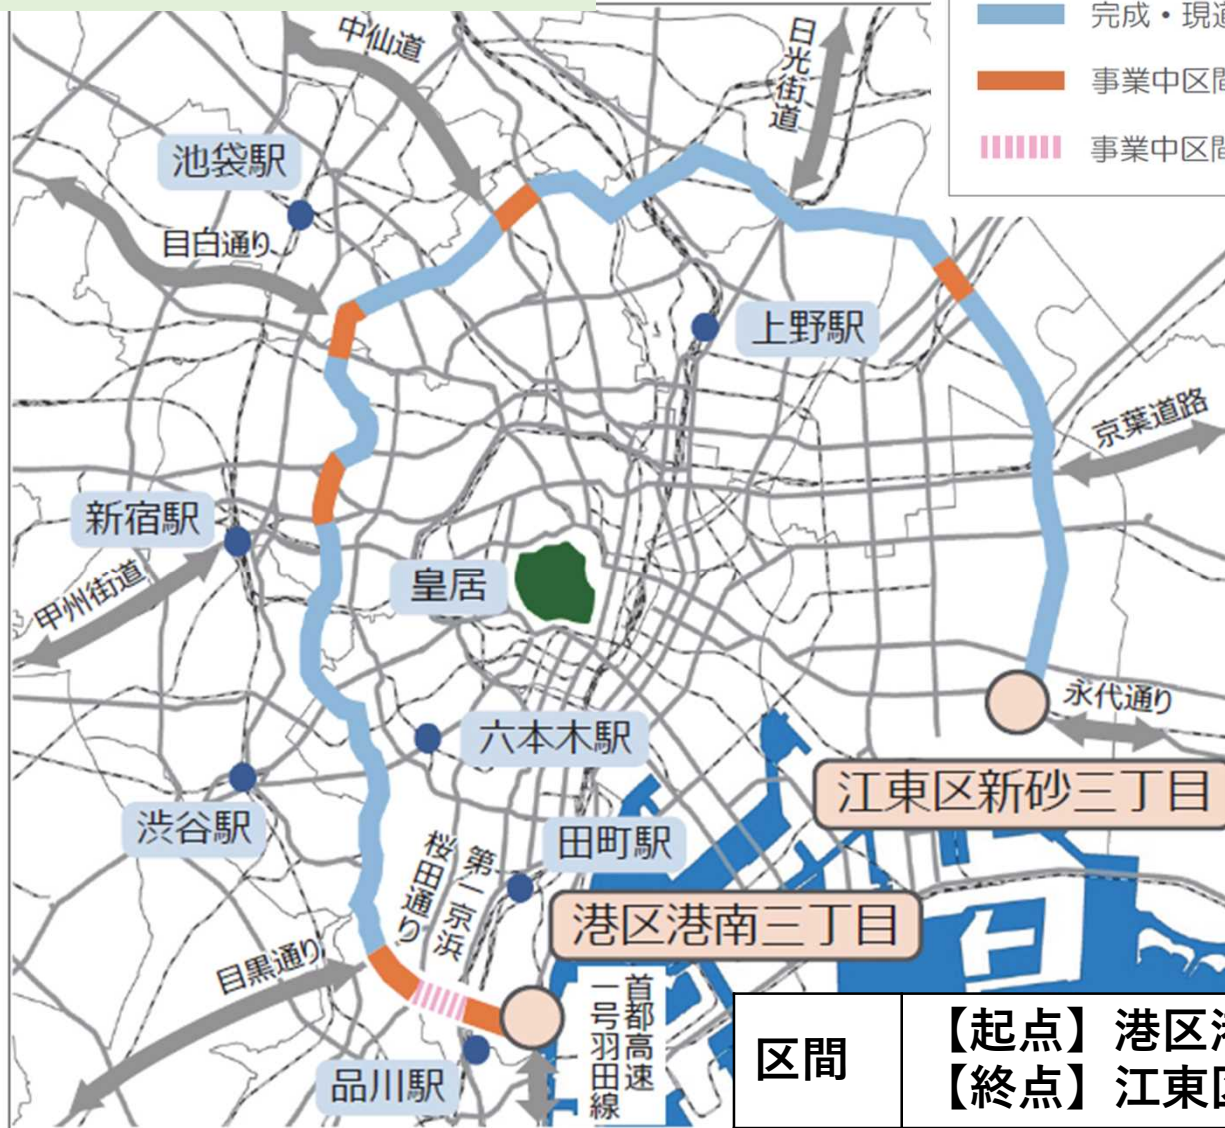 完成・現道
事業中区間
事業中区間
中仙道
日光街道
池袋駅
目白通り
上野駅
京葉道路
新宿駅
甲州街道
皇居
永代通り
六本木駅
江東区新砂三丁目
渋谷駅
田町駅
桜田通り
第一京浜
港区港南三丁目
目黒通り
首都高速
一号羽田線
品川駅
区間
【起点】港区港
【終点】江東区